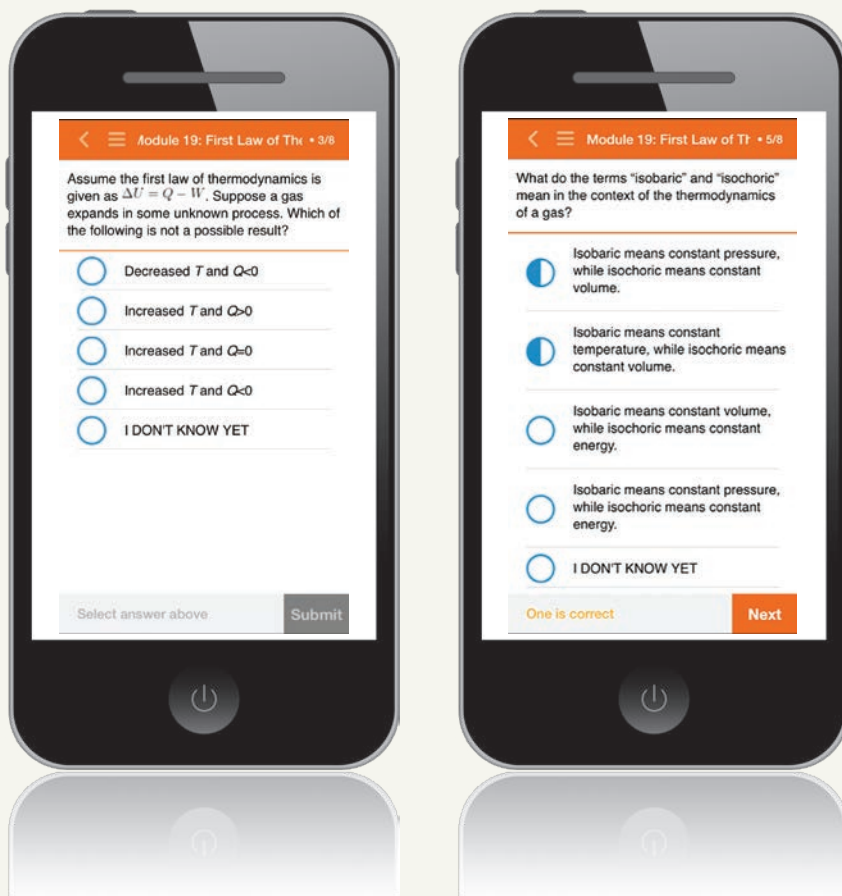 Module 19: First Law of The • 3/8
Assume the first law of thermodynamics is
given as ΔU = Q − W. Suppose a gas
expands in some unknown process. Which of
the following is not a possible result?
Decreased T and Q<0
Increased T and Q>0
Increased T and Q=0
Increased T and Q<0
I DON'T KNOW YET
Select answer above
Submit
Module 19: First Law of Th • 5/8
What do the terms "isobaric" and "isochoric"
mean in the context of the thermodynamics
of a gas?
Isobaric means constant pressure,
while isochoric means constant
volume.
Isobaric means constant
temperature, while isochoric means
constant volume.
Isobaric means constant volume,
while isochoric means constant
energy.
Isobaric means constant pressure,
while isochoric means constant
energy.
I DON'T KNOW YET
One is correct
Next